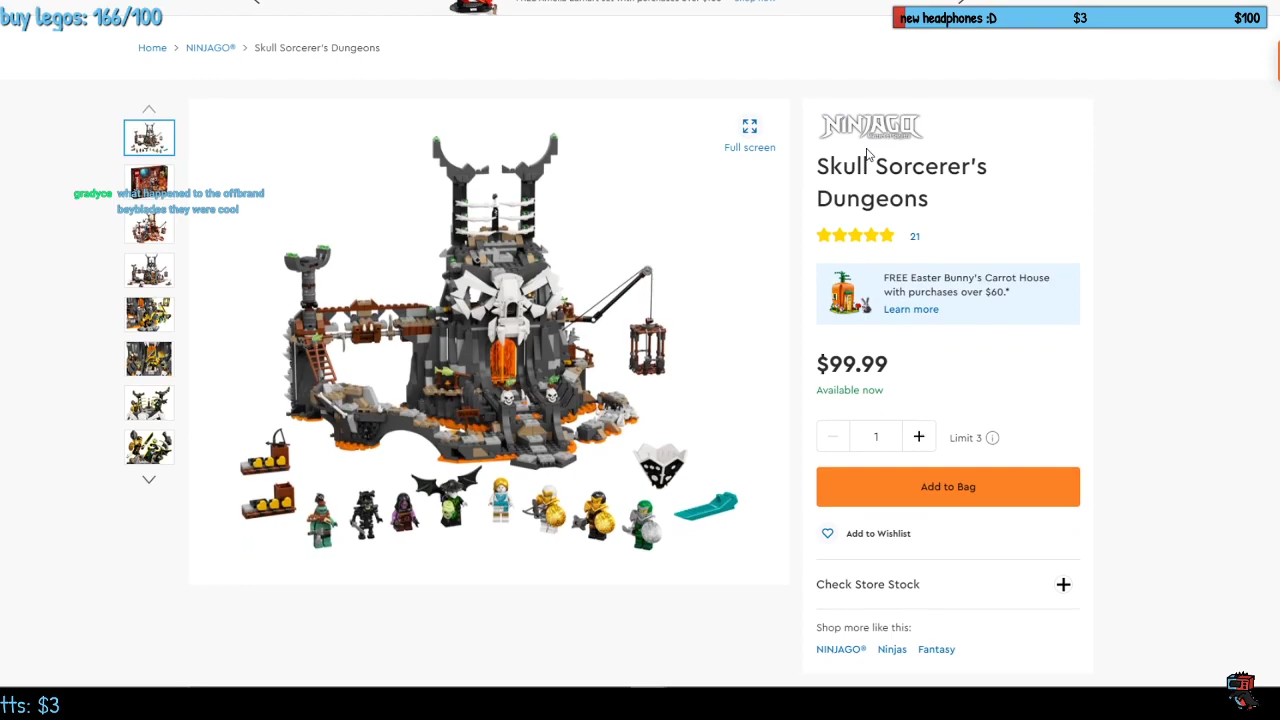 buy legos: 166/100
new headphones :D $3 $100
Home > NINJAGO® > Skull Sorcerer's Dungeons
Full screen
gradyce what happened to the offbrand
beyblades they were cool
NINJAGO
Skull Sorcerer's
Dungeons
21
FREE Easter Bunny's Carrot House
with purchases over $60.*
Learn more
$99.99
Available now
1
Limit 3
Add to Bag
Add to Wishlist
Check Store Stock
Shop more like this:
NINJAGO® Ninjas Fantasy
tts: $3